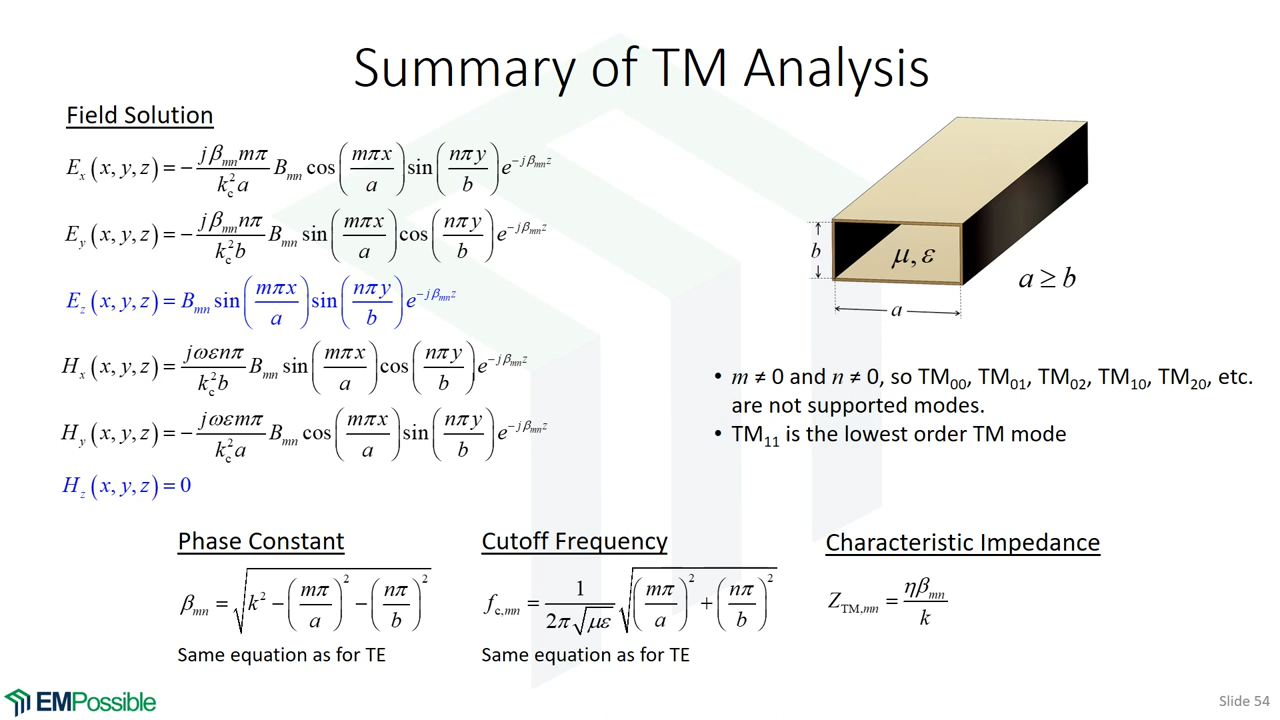 Summary of TM Analysis
Field Solution
E_x (x, y, z) = − (jβ_mn mπ / k_c² a) B_mn cos(mπx / a) sin(nπy / b) e^(−jβ_mn z)
E_y (x, y, z) = − (jβ_mn nπ / k_c² b) B_mn sin(mπx / a) cos(nπy / b) e^(−jβ_mn z)
E_z (x, y, z) = B_mn sin(mπx / a) sin(nπy / b) e^(−jβ_mn z)
H_x (x, y, z) = (jωεnπ / k_c² b) B_mn sin(mπx / a) cos(nπy / b) e^(−jβ_mn z)
H_y (x, y, z) = − (jωεmπ / k_c² a) B_mn cos(mπx / a) sin(nπy / b) e^(−jβ_mn z)
H_z (x, y, z) = 0
b
μ, ε
a ≥ b
a
• m ≠ 0 and n ≠ 0, so TM₀₀, TM₀₁, TM₀₂, TM₁₀, TM₂₀, etc.
are not supported modes.
• TM₁₁ is the lowest order TM mode
Phase Constant
β_mn = √(k² − (mπ / a)² − (nπ / b)²)
Same equation as for TE
Cutoff Frequency
f_c,mn = (1 / 2π√(με)) √((mπ / a)² + (nπ / b)²)
Same equation as for TE
Characteristic Impedance
Z_TM,mn = ηβ_mn / k
EMPossible
Slide 54